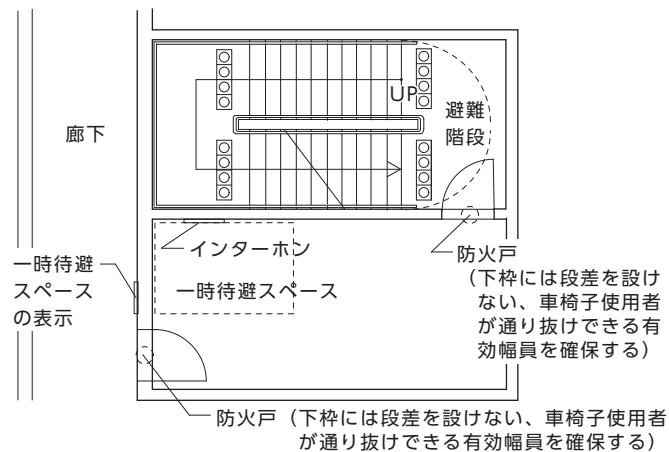 UP
避難
階段
廊下
インターホン
一時待避
スペース
の表示
一時待避スペース
防火戸
(下枠には段差を設け
ない、車椅子使用者
が通り抜けできる有
効幅員を確保する)
防火戸(下枠には段差を設けない、車椅子使用者
が通り抜けできる有効幅員を確保する)